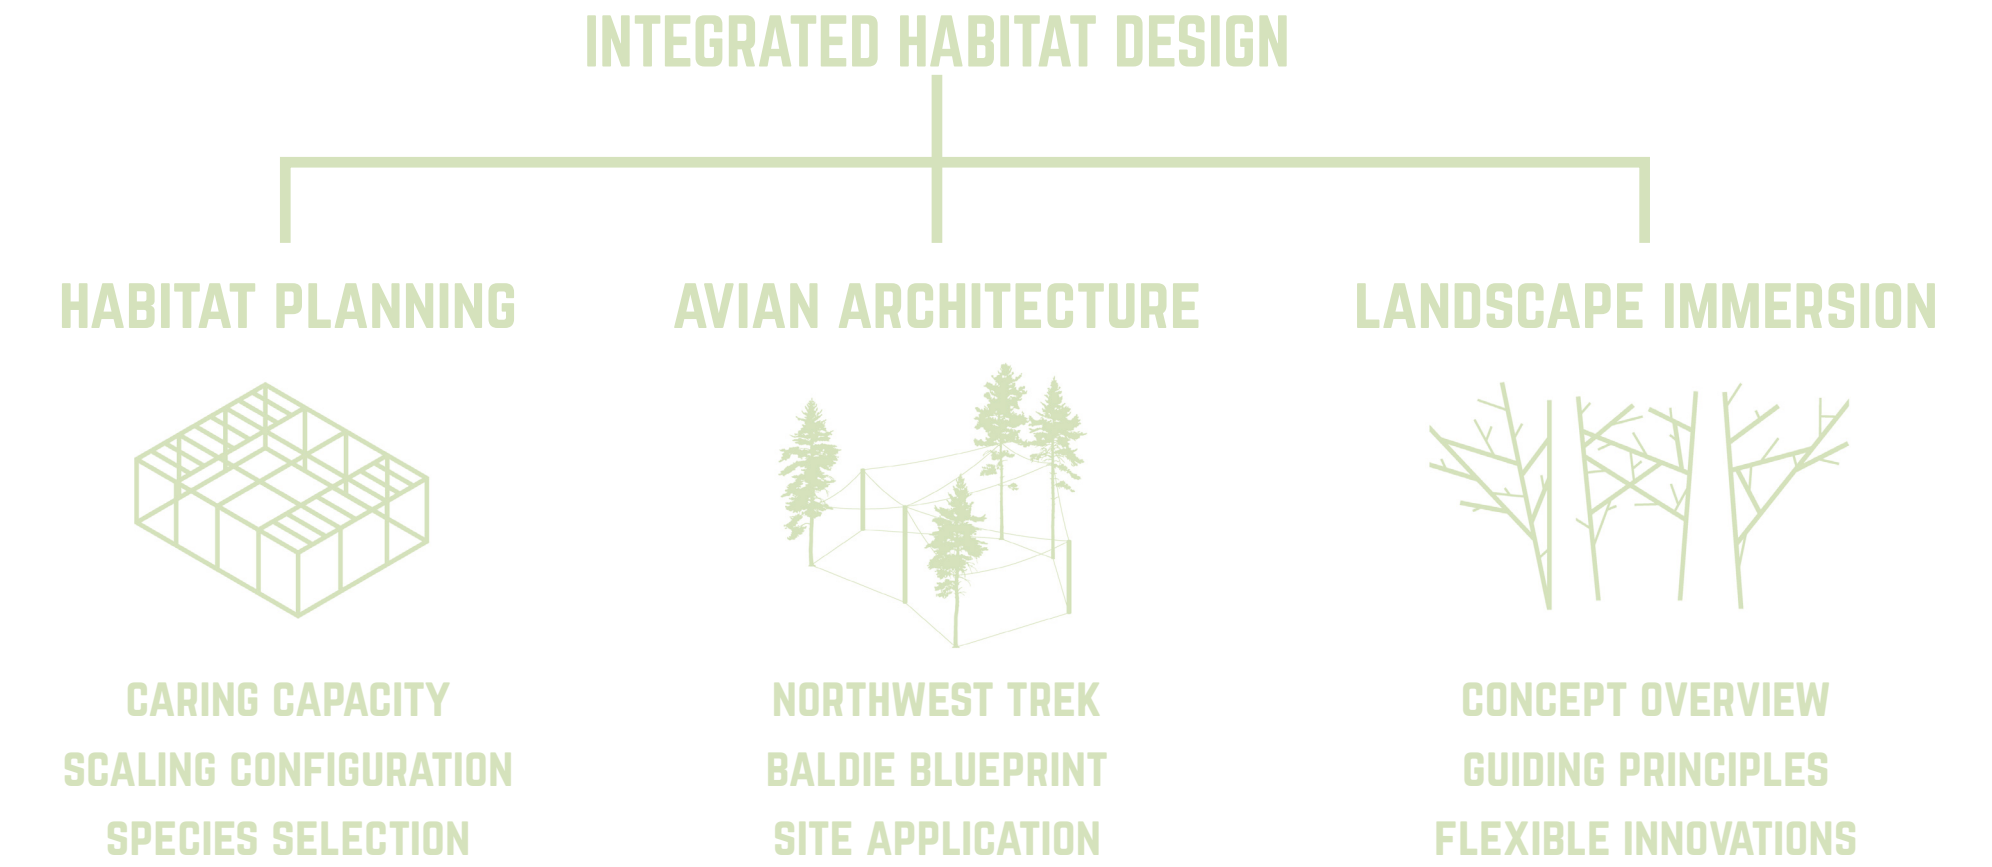 INTEGRATED HABITAT DESIGN
HABITAT PLANNING
CARING CAPACITY
SCALING CONFIGURATION
SPECIES SELECTION
AVIAN ARCHITECTURE
NORTHWEST TREK
BALDIE BLUEPRINT
SITE APPLICATION
LANDSCAPE IMMERSION
CONCEPT OVERVIEW
GUIDING PRINCIPLES
FLEXIBLE INNOVATIONS